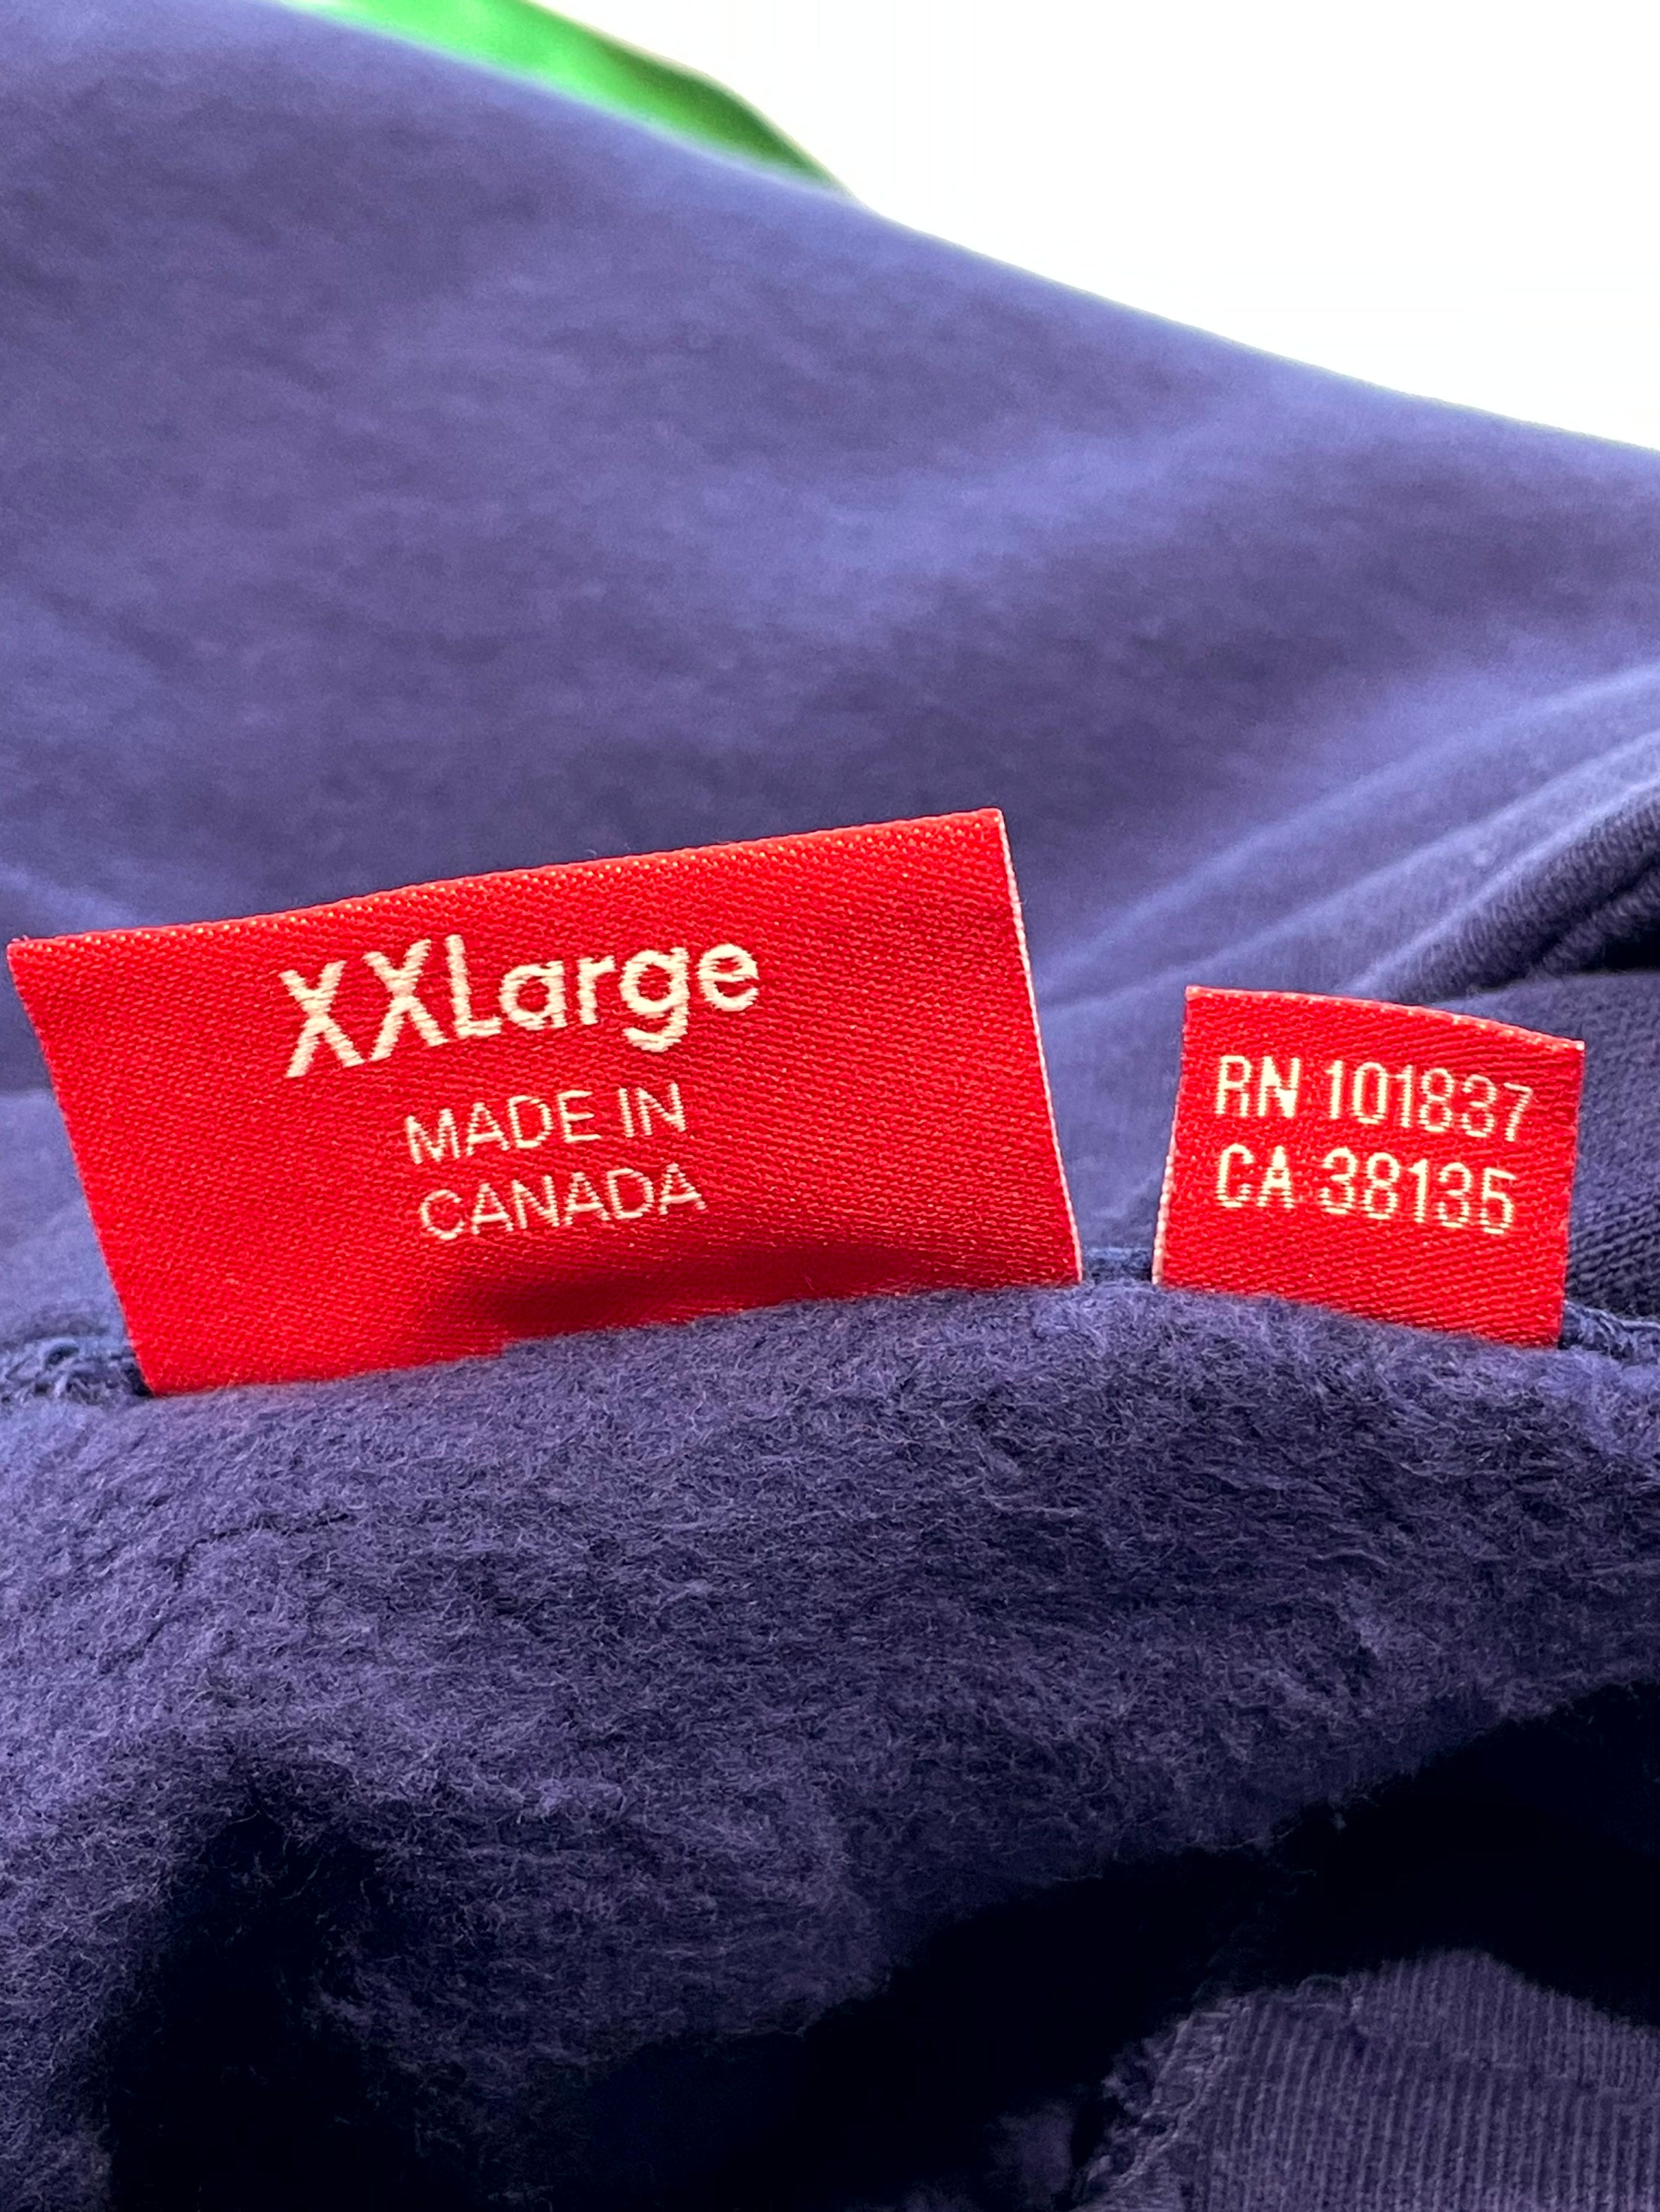 XXLarge
MADE IN
CANADA
RN 101837
CA 38135